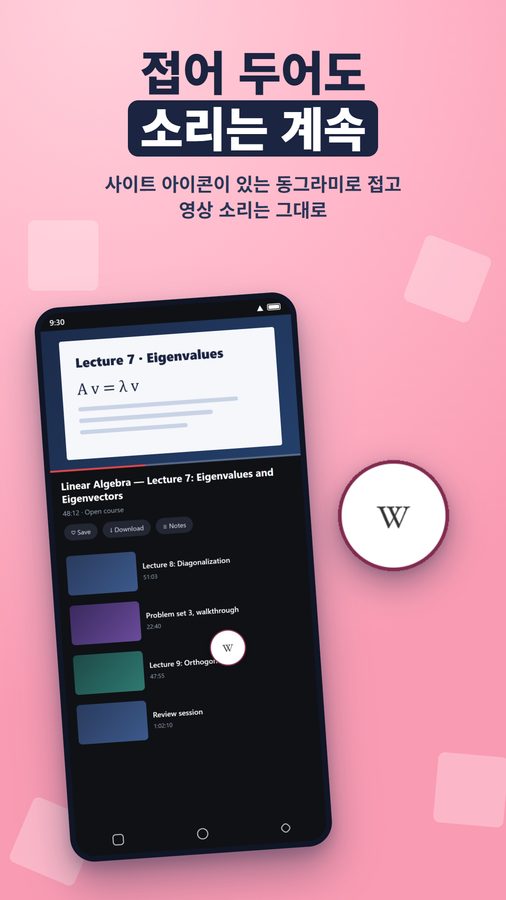 접어 두어도
소리는 계속
사이트 아이콘이 있는 동그라미로 접고
영상 소리는 그대로
9:30
Lecture 7 · Eigenvalues
A v = λ v
Linear Algebra — Lecture 7: Eigenvalues and
Eigenvectors
48:12 · Open course
♡ Save
↓ Download
≡ Notes
Lecture 8: Diagonalization
51:03
Problem set 3, walkthrough
22:40
Lecture 9: Orthogon
47:55
W
Review session
1:02:10
W